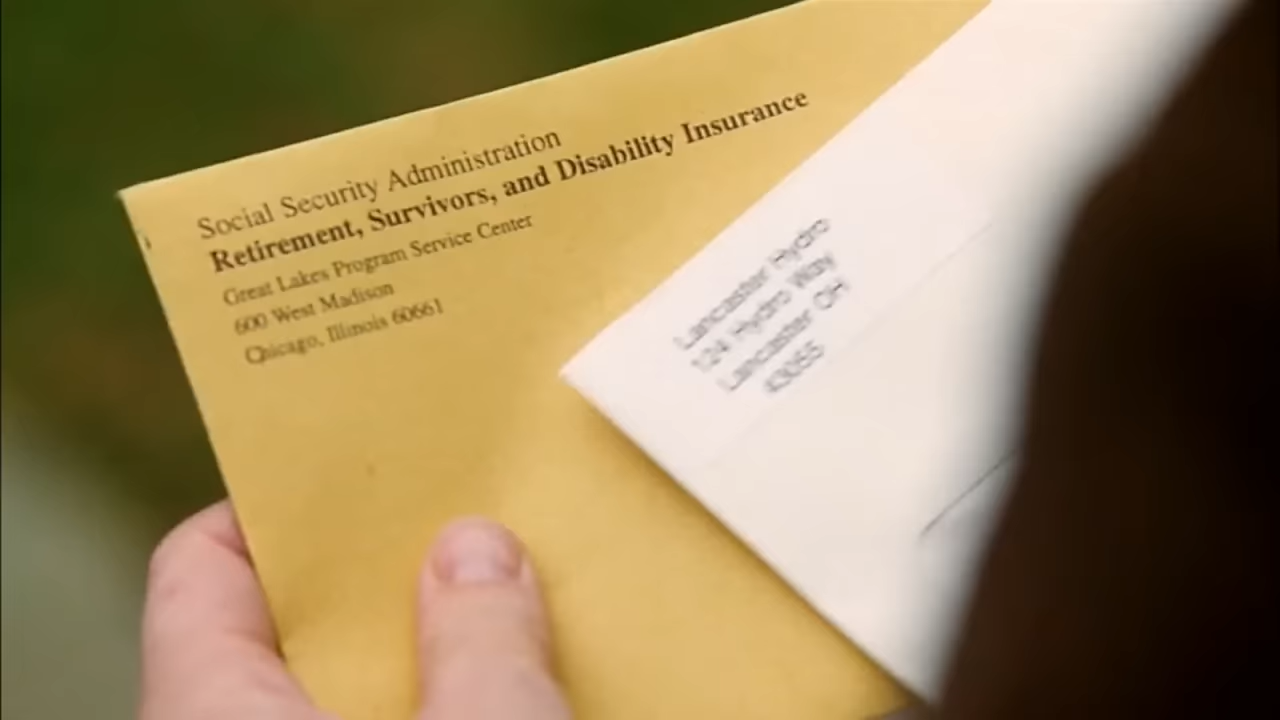 Social Security Administration
Retirement, Survivors, and Disability Insurance
Great Lakes Program Service Center
600 West Madison
Chicago, Illinois 60661
Lancaster Hydro
124 Hydro Way
Lancaster OH
43055